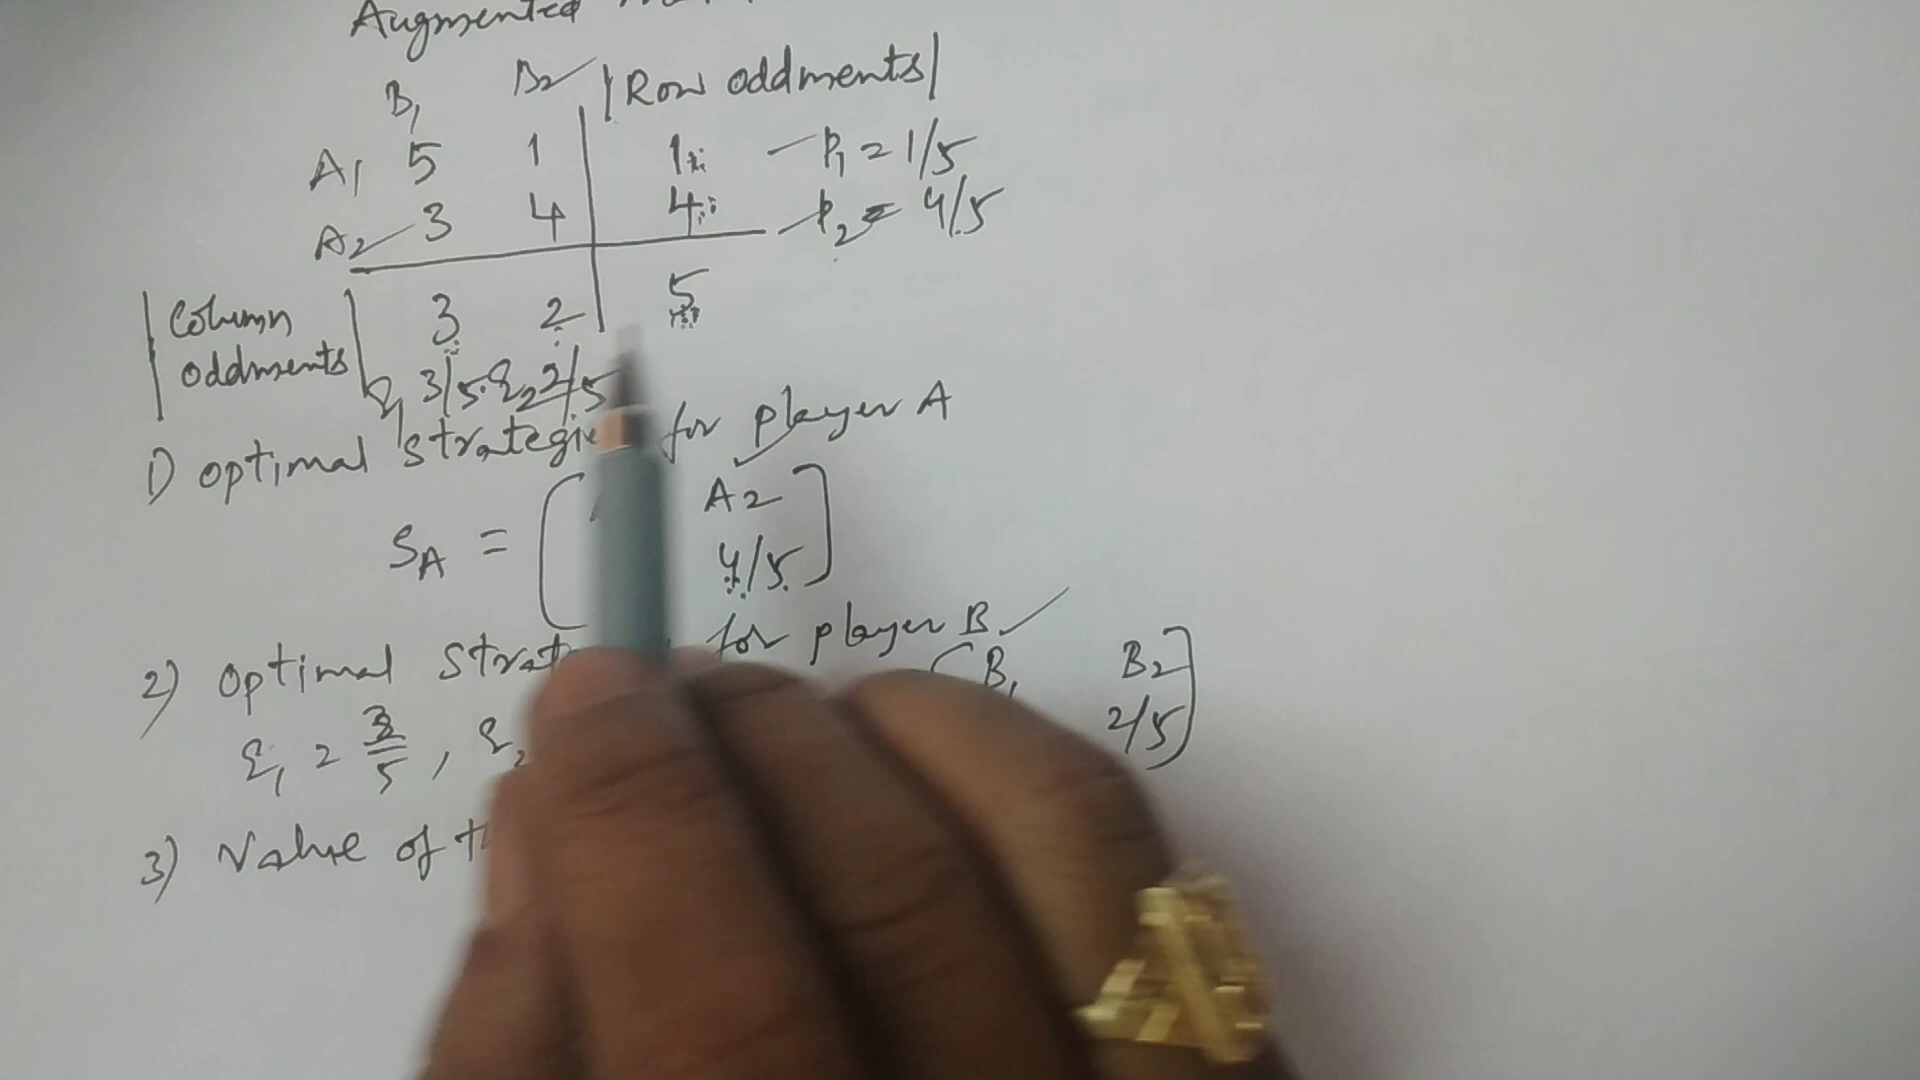 Augmented
B1 B2 |Row oddments|
A1 5 1 1 - P1 = 1/5
A2 3 4 4 - P2 = 4/5
|Column oddments| 3 2 5
q1 3/5 q2 2/5
1) optimal strategies for player A
SA = [ A2
4/5 ]
2) optimal for player B
[ B1 B2
q1 = 3/5 , q2 2/5 ]
3) Value of